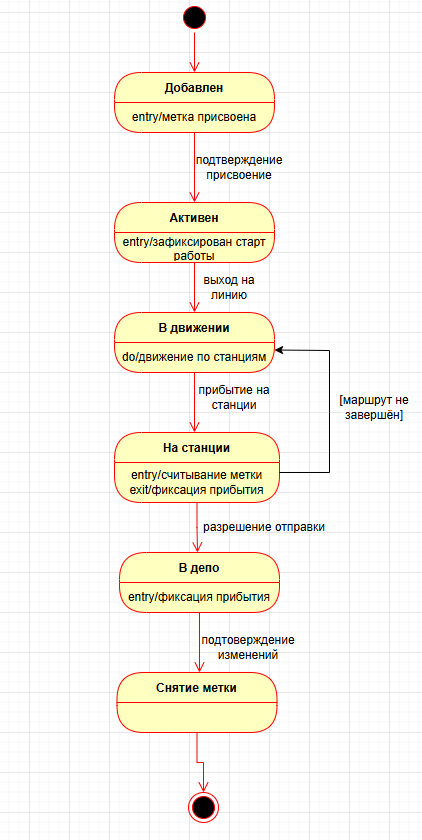 Добавлен
entry/метка присвоена
подтверждение
присвоение
Активен
entry/зафиксирован старт
работы
выход на
линию
В движении
do/движение по станциям
прибытие на
станции
[маршрут не
завершён]
На станции
entry/считывание метки
exit/фиксация прибытия
разрешение отправки
В депо
entry/фиксация прибытия
подтоверждение
изменений
Снятие метки